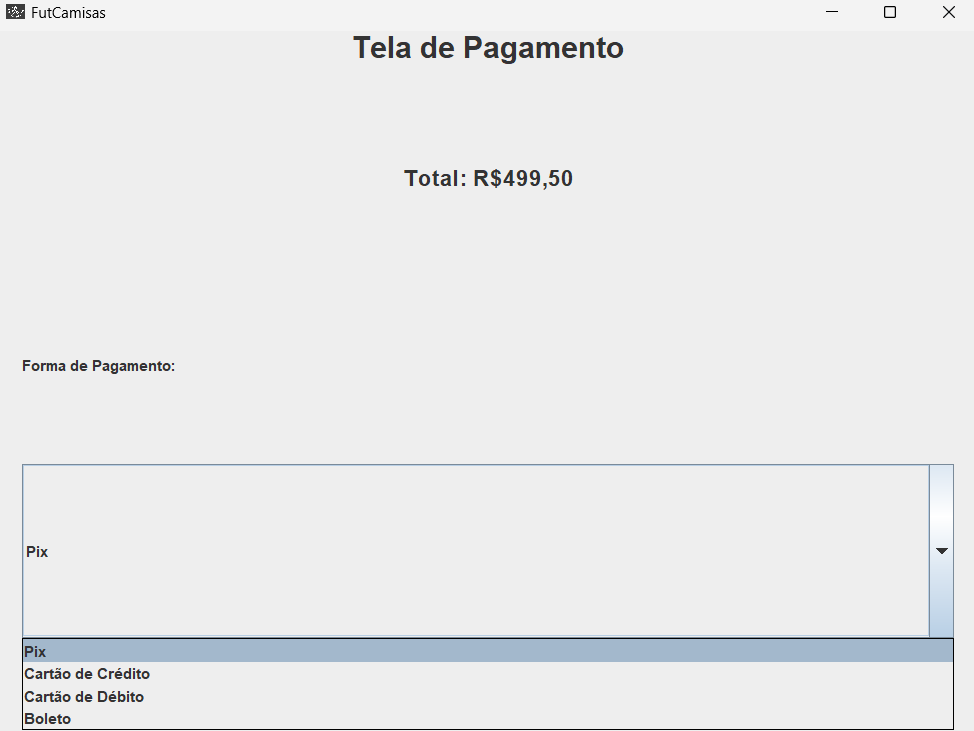 FutCamisas
Tela de Pagamento
Total: R$499,50
Forma de Pagamento:
Pix
Pix
Cartão de Crédito
Cartão de Débito
Boleto